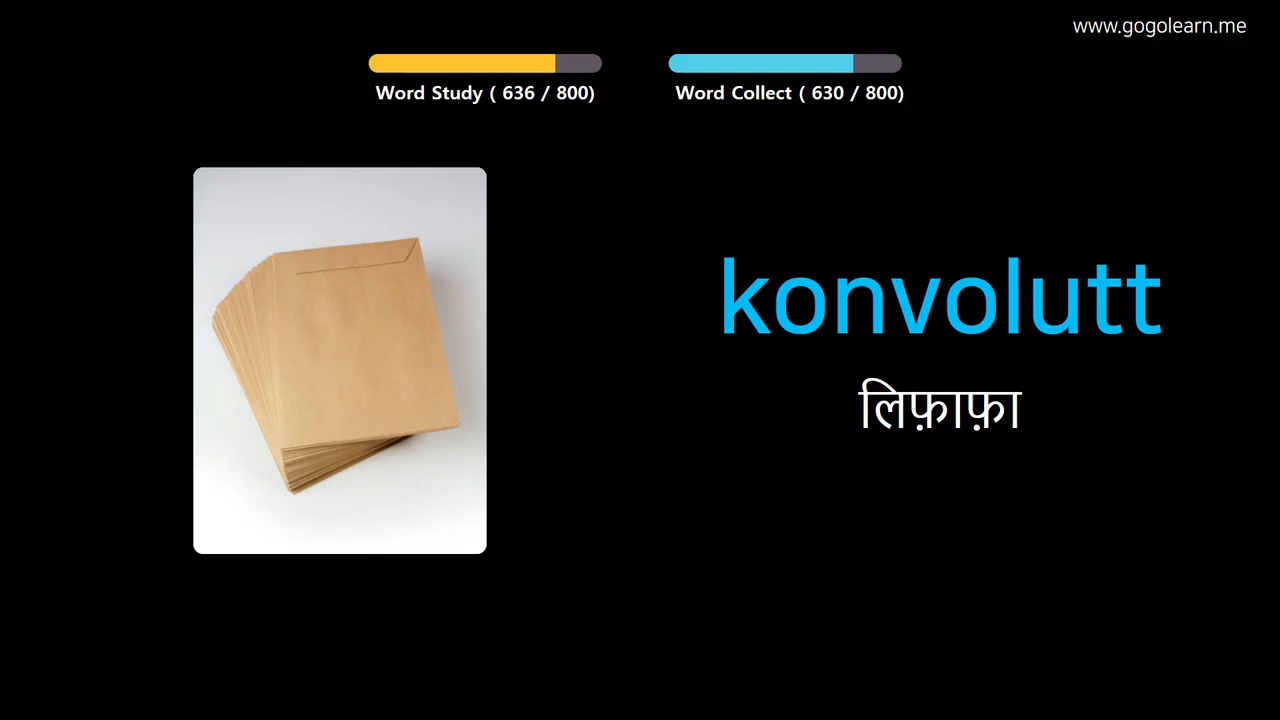 www.gogolearn.me
Word Study ( 636 / 800)
Word Collect ( 630 / 800)
konvolutt
लिफ़ाफ़ा